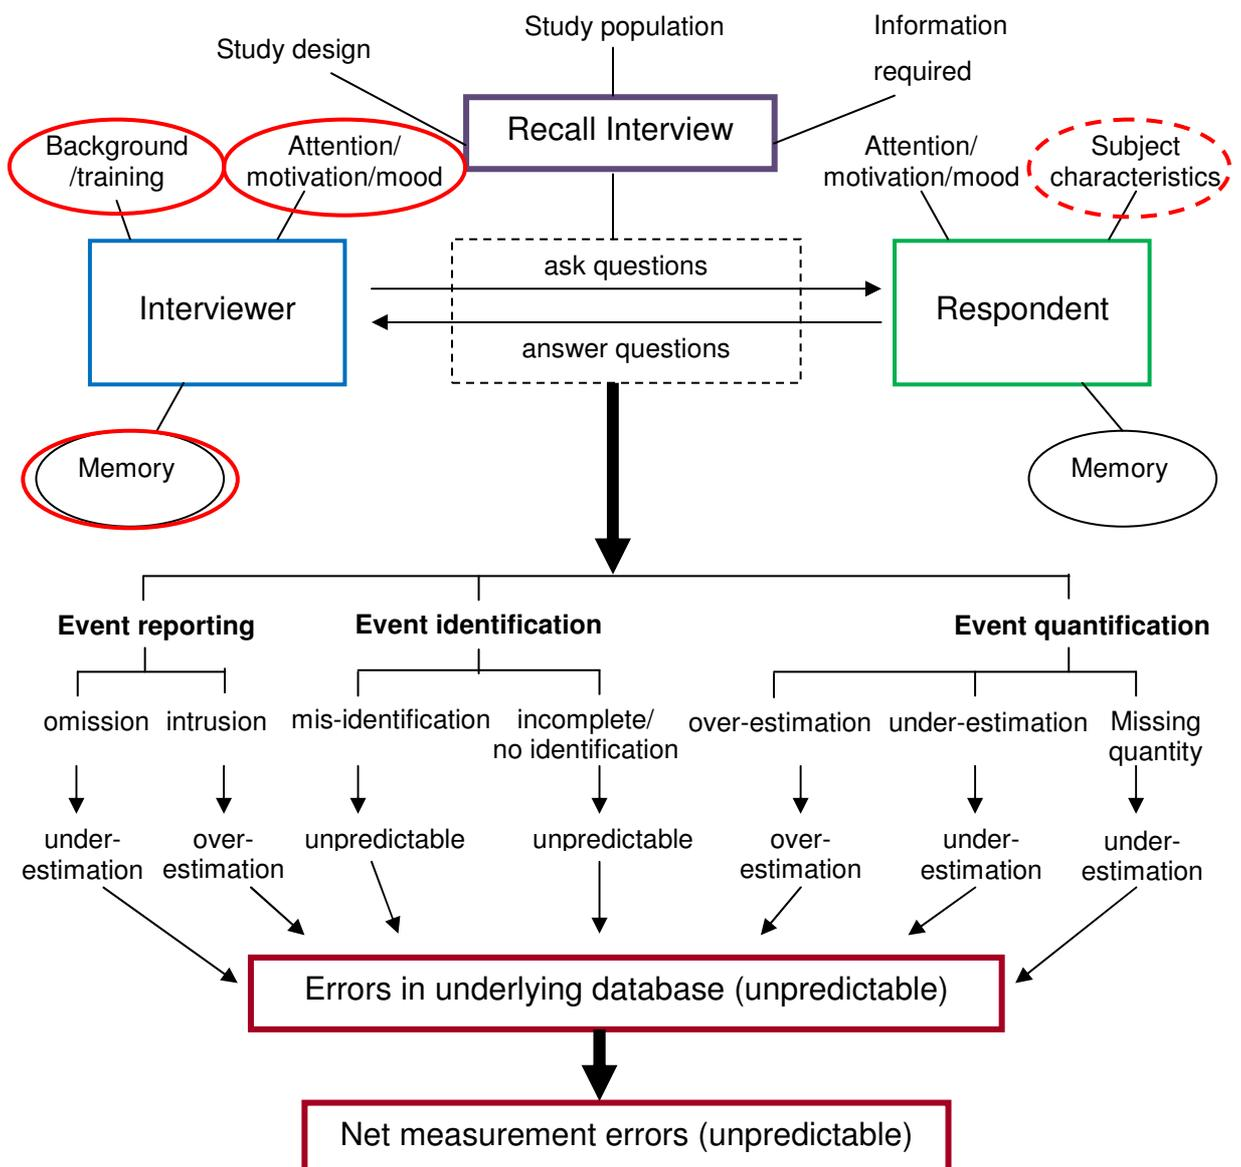 Study population
Information
required
Study design
Recall Interview
Background
/training
Attention/
motivation/mood
Attention/
motivation/mood
Subject
characteristics
ask questions
Interviewer
Respondent
answer questions
Memory
Memory
Event reporting
Event identification
Event quantification
omission
intrusion
mis-identification
incomplete/
no identification
over-estimation
under-estimation
Missing
quantity
under-
estimation
over-
estimation
unpredictable
unpredictable
over-
estimation
under-
estimation
under-
estimation
Errors in underlying database (unpredictable)
Net measurement errors (unpredictable)